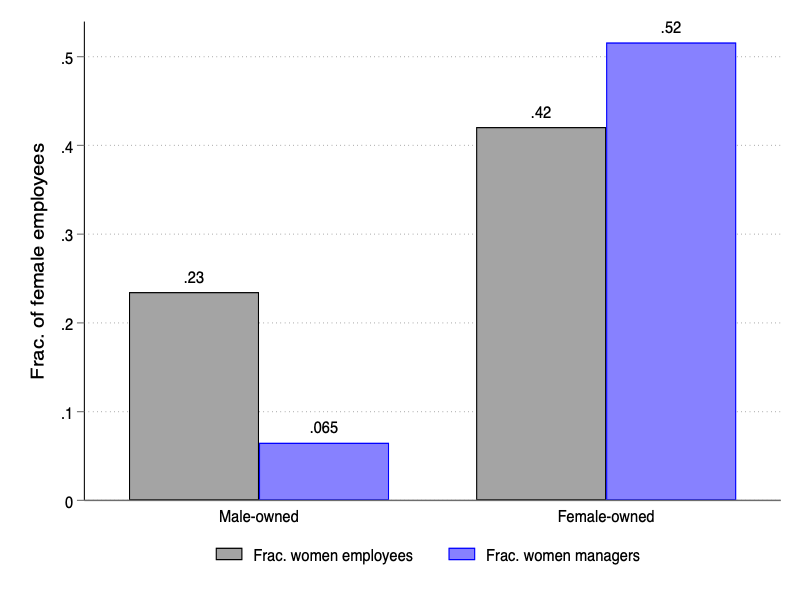 Frac. of female employees
.5
.4
.3
.2
.1
0
.23
.065
.42
.52
Male-owned
Female-owned
Frac. women employees
Frac. women managers